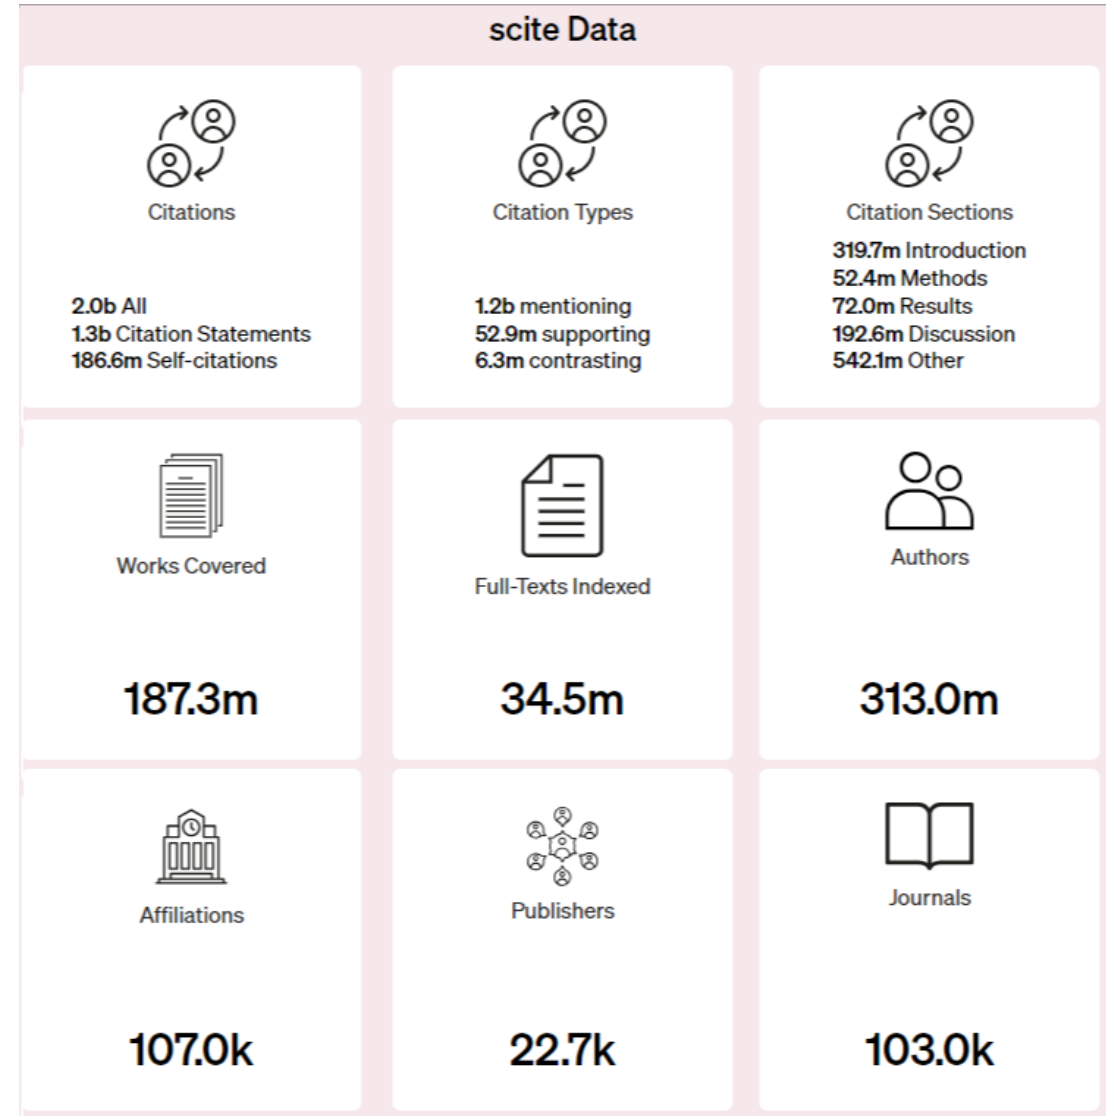 scite Data
Citations
2.0b All
1.3b Citation Statements
186.6m Self-citations
Citation Types
1.2b mentioning
52.9m supporting
6.3m contrasting
Citation Sections
319.7m Introduction
52.4m Methods
72.0m Results
192.6m Discussion
542.1m Other
Works Covered
187.3m
Full-Texts Indexed
34.5m
Authors
313.0m
Affiliations
107.0k
Publishers
22.7k
Journals
103.0k